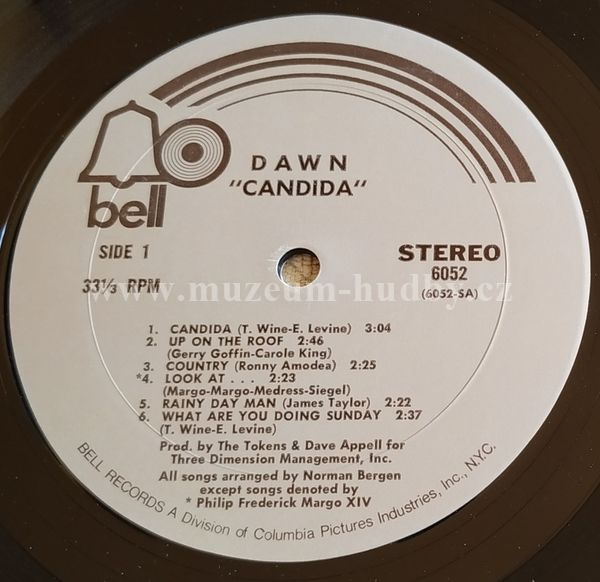 bell
DAWN
"CANDIDA"
SIDE 1
33⅓ RPM
STEREO
6052
(6052-SA)
www.muzeum-hudby.cz
1. CANDIDA (T. Wine-E. Levine) 3:04
2. UP ON THE ROOF 2:46
(Gerry Goffin-Carole King)
3. COUNTRY (Ronny Amodea) 2:25
*4. LOOK AT . . . 2:23
(Margo-Margo-Medress-Siegel)
5. RAINY DAY MAN (James Taylor) 2:22
6. WHAT ARE YOU DOING SUNDAY 2:37
(T. Wine-E. Levine)
Prod. by The Tokens & Dave Appell for
Three Dimension Management, Inc.
All songs arranged by Norman Bergen
except songs denoted by
* Philip Frederick Margo XIV
BELL RECORDS A Division of Columbia Pictures Industries, Inc., N.Y.C.